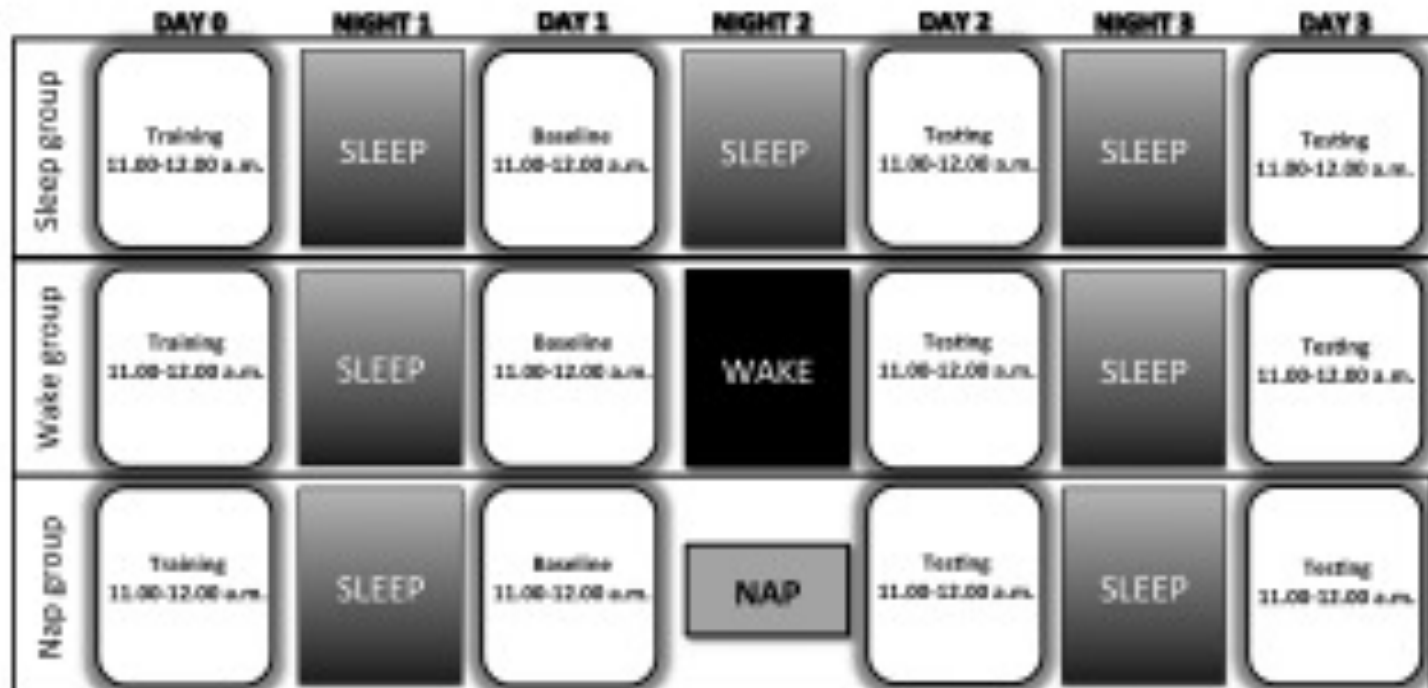 DAY 0 NIGHT 1 DAY 1 NIGHT 2 DAY 2 NIGHT 3 DAY 3
Sleep group
Training
11.00-12.00 a.m.
SLEEP
Baseline
11.00-12.00 a.m.
SLEEP
Testing
11.00-12.00 a.m.
SLEEP
Testing
11.00-12.00 a.m.
Wake group
Training
11.00-12.00 a.m.
SLEEP
Baseline
11.00-12.00 a.m.
WAKE
Testing
11.00-12.00 a.m.
SLEEP
Testing
11.00-12.00 a.m.
Nap group
Training
11.00-12.00 a.m.
SLEEP
Baseline
11.00-12.00 a.m.
NAP
Testing
11.00-12.00 a.m.
SLEEP
Testing
11.00-12.00 a.m.